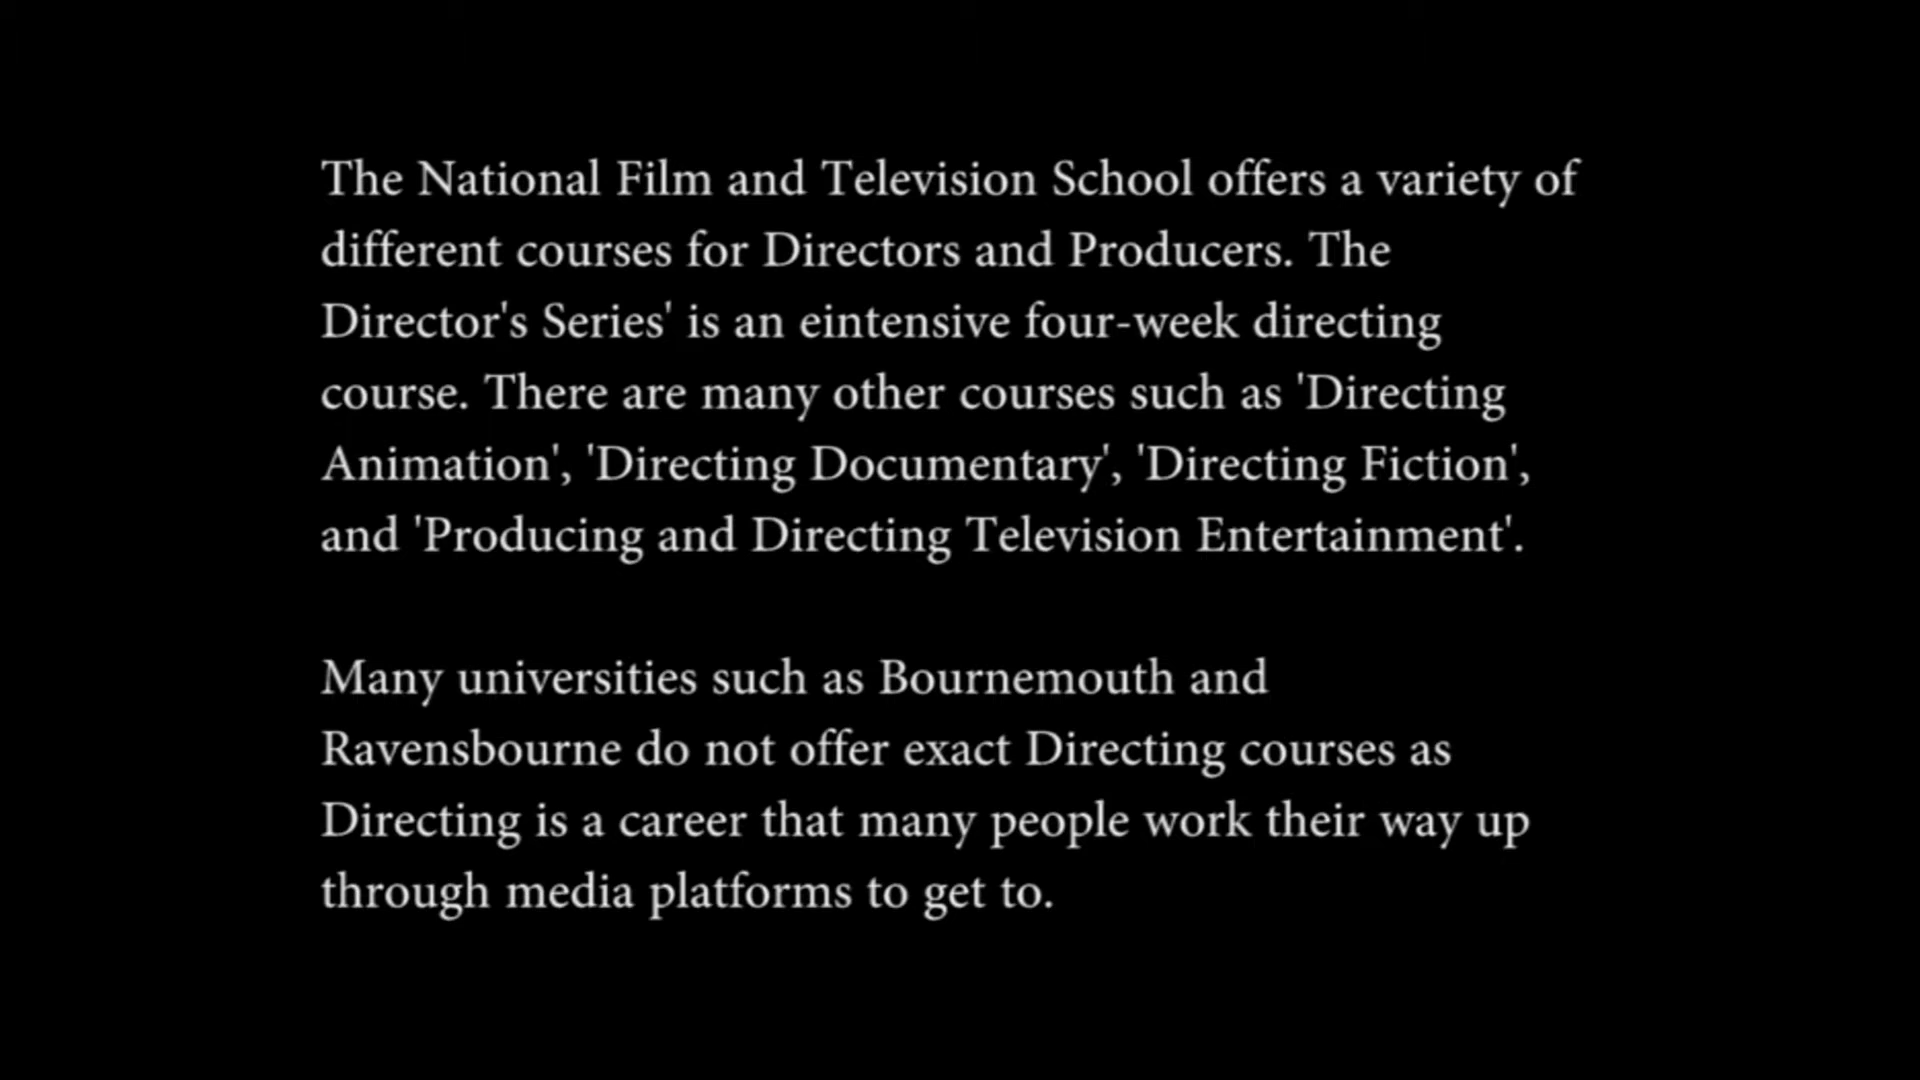 The National Film and Television School offers a variety of
different courses for Directors and Producers. The
Director's Series' is an eintensive four-week directing
course. There are many other courses such as 'Directing
Animation', 'Directing Documentary', 'Directing Fiction',
and 'Producing and Directing Television Entertainment'.
Many universities such as Bournemouth and
Ravensbourne do not offer exact Directing courses as
Directing is a career that many people work their way up
through media platforms to get to.